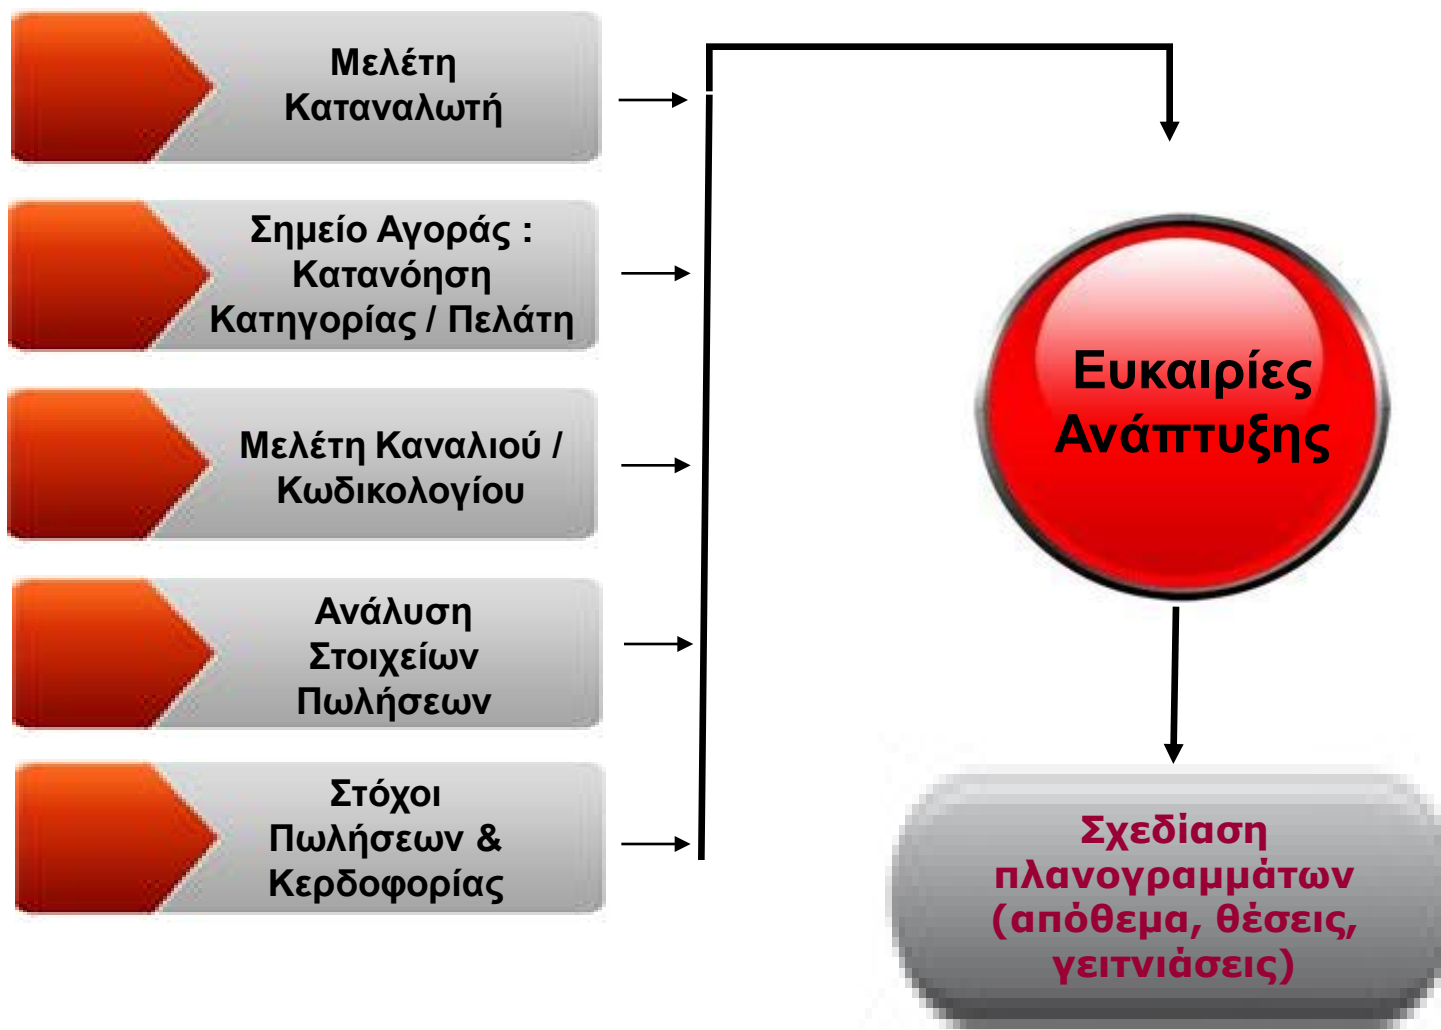 Μελέτη
Καταναλωτή
Σημείο Αγοράς :
Κατανόηση
Κατηγορίας / Πελάτη
Μελέτη Καναλιού /
Κωδικολογίου
Ανάλυση
Στοιχείων
Πωλήσεων
Στόχοι
Πωλήσεων &
Κερδοφορίας
Ευκαιρίες
Ανάπτυξης
Σχεδίαση
πλανογραμμάτων
(απόθεμα, θέσεις,
γειτνιάσεις)